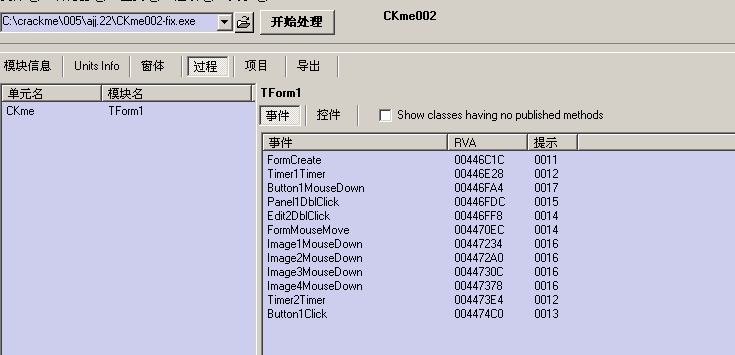 C:\crackme\005\ajj.22\CKme002-fix.exe 开始处理 CKme002
模块信息 Units Info 窗体 过程 项目 导出
单元名 模块名
CKme TForm1
TForm1
事件 控件 Show classes having no published methods
事件 RVA 提示
FormCreate 00446C1C 0011
Timer1Timer 00446E28 0012
Button1MouseDown 00446FA4 0017
Panel1DblClick 00446FDC 0015
Edit2DblClick 00446FF8 0014
FormMouseMove 004470EC 0014
Image1MouseDown 00447234 0016
Image2MouseDown 004472A0 0016
Image3MouseDown 0044730C 0016
Image4MouseDown 00447378 0016
Timer2Timer 004473E4 0012
Button1Click 004474C0 0013